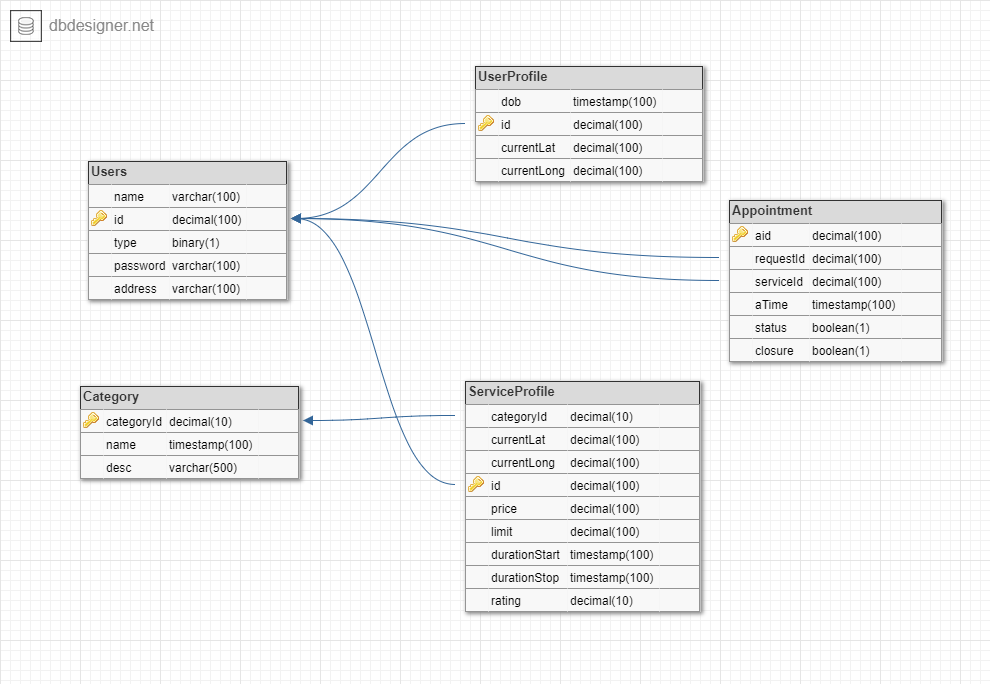 dbdesigner.net
UserProfile
dob timestamp(100)
id decimal(100)
currentLat decimal(100)
currentLong decimal(100)
Users
name varchar(100)
id decimal(100)
type binary(1)
password varchar(100)
address varchar(100)
Appointment
aid decimal(100)
requestId decimal(100)
serviceId decimal(100)
aTime timestamp(100)
status boolean(1)
closure boolean(1)
Category
categoryId decimal(10)
name timestamp(100)
desc varchar(500)
ServiceProfile
categoryId decimal(10)
currentLat decimal(100)
currentLong decimal(100)
id decimal(100)
price decimal(100)
limit decimal(100)
durationStart timestamp(100)
durationStop timestamp(100)
rating decimal(10)